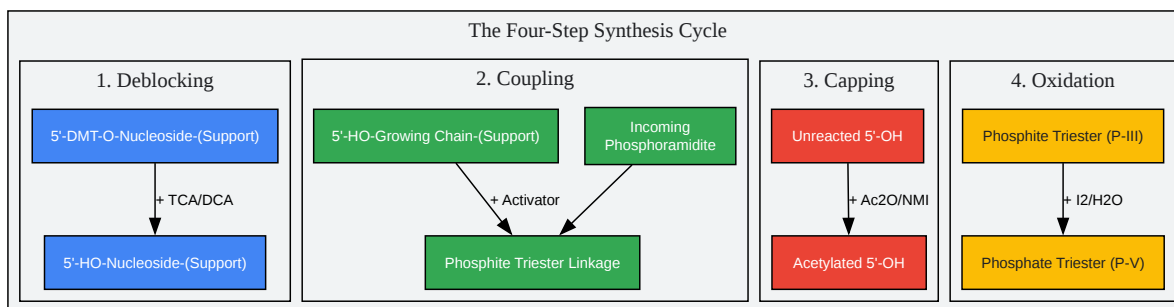 The Four-Step Synthesis Cycle
1. Deblocking
5'-DMT-O-Nucleoside-(Support)
+ TCA/DCA
5'-HO-Nucleoside-(Support)
2. Coupling
5'-HO-Growing Chain-(Support)
Incoming
Phosphoramidite
+ Activator
Phosphite Triester Linkage
3. Capping
Unreacted 5'-OH
+ Ac2O/NMI
Acetylated 5'-OH
4. Oxidation
Phosphite Triester (P-III)
+ I2/H2O
Phosphate Triester (P-V)